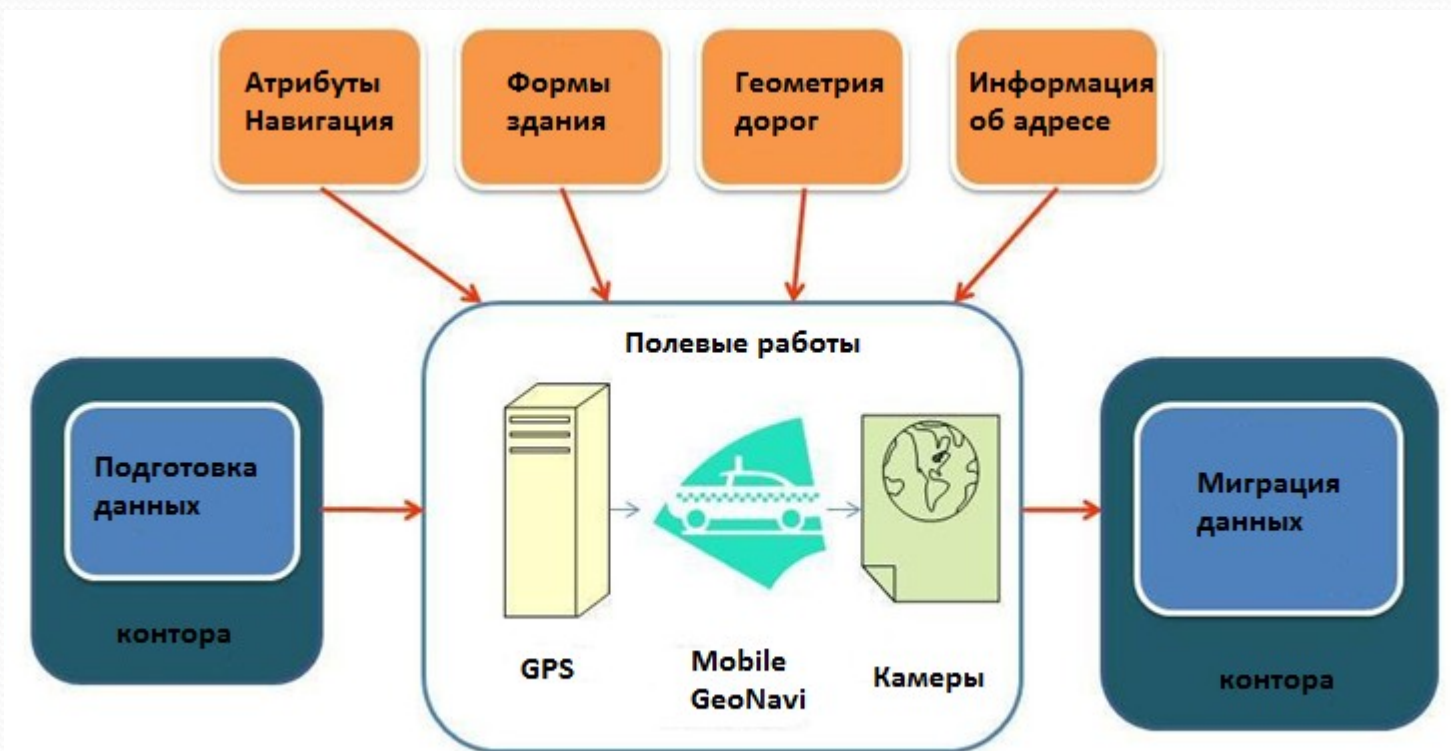 Атрибуты
Навигация
Формы
здания
Геометрия
дорог
Информация
об адресе
Полевые работы
Подготовка
данных
контора
GPS
Mobile
GeoNavi
Камеры
Миграция
данных
контора